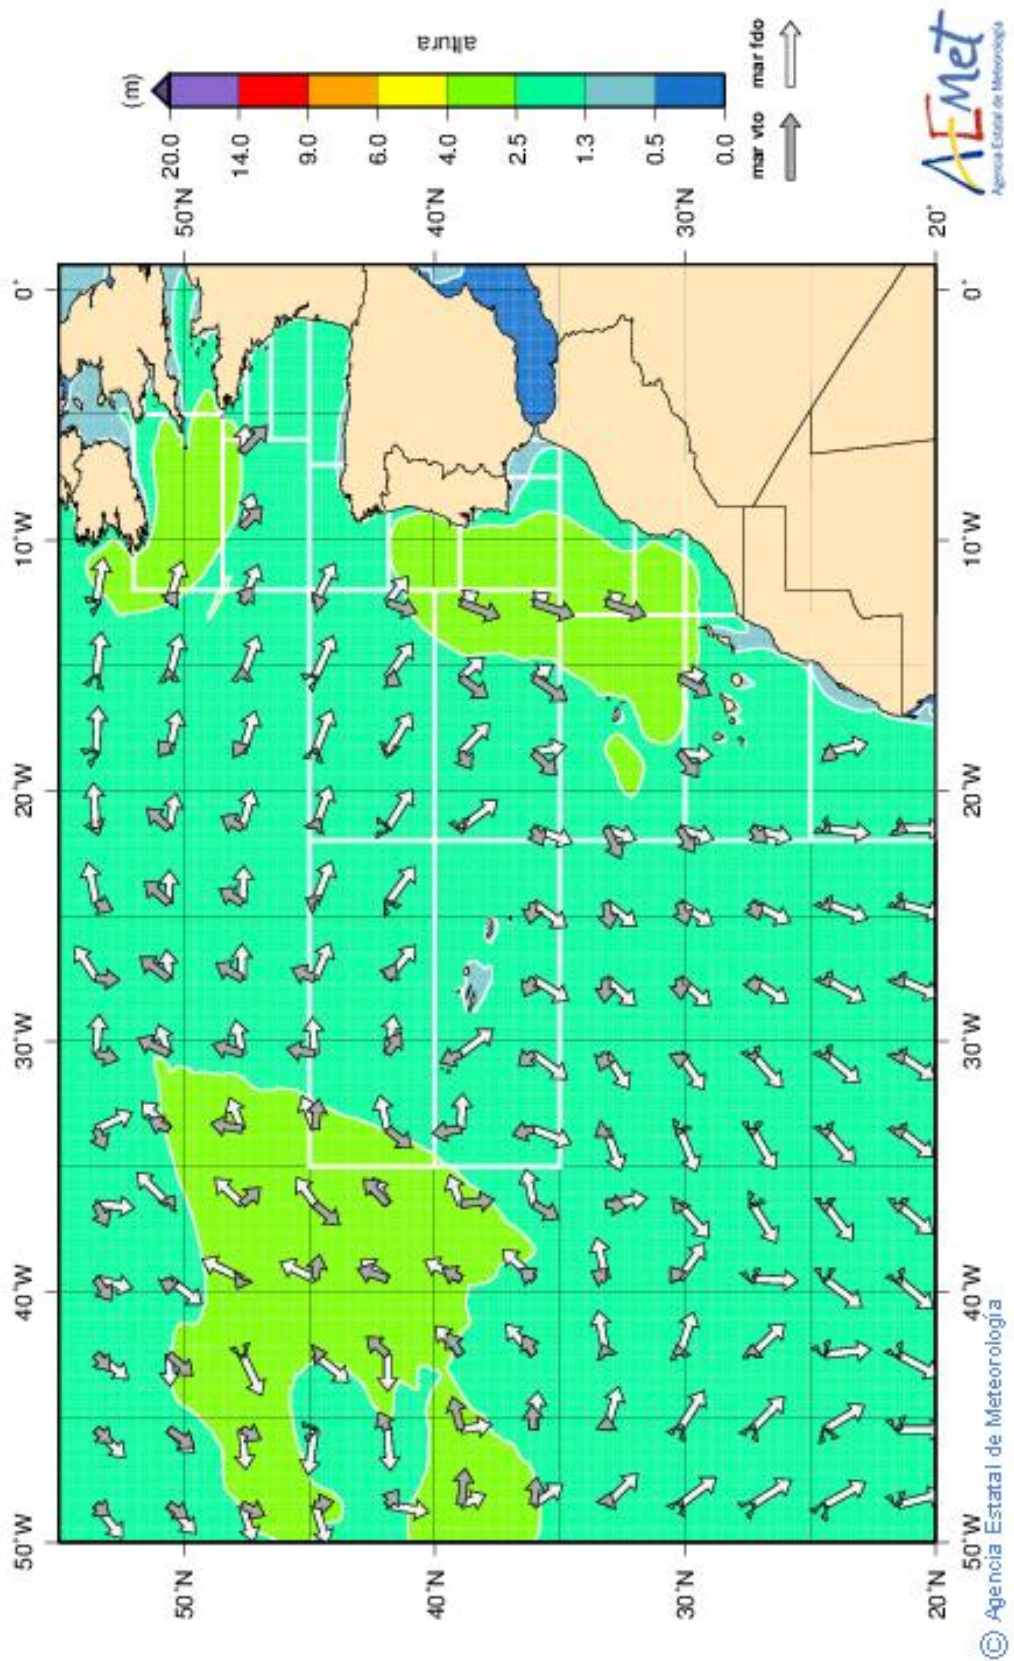 50°W 40°W 30°W 20°W 10°W 0°
(m)
50°N 50°N 20.0
14.0
9.0
6.0
40°N 40°N 4.0
altura
2.5
1.3
30°N 30°N 0.5
0.0
mar vto mar fdo
20°N 20°
50°W 40°W 30°W 20°W 10°W 0°
AEMet
Agencia Estatal de Meteorología
© Agencia Estatal de Meteorología